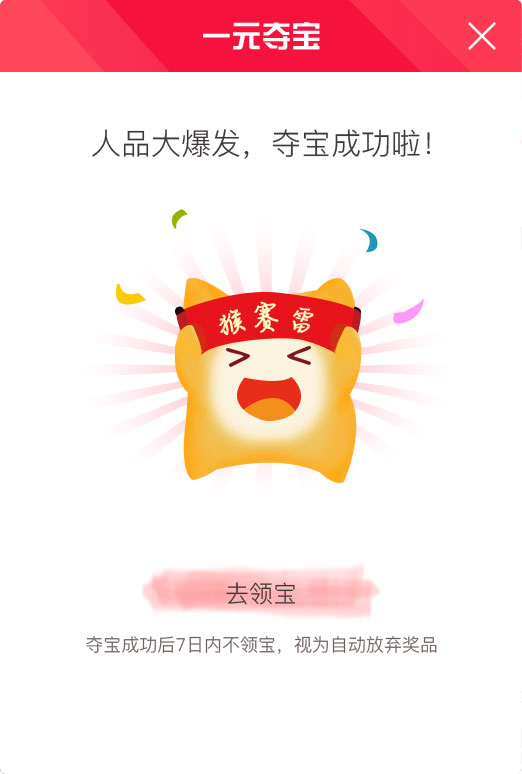 一元夺宝
人品大爆发，夺宝成功啦！
猴赛雷
去领宝
夺宝成功后7日内不领宝，视为自动放弃奖品